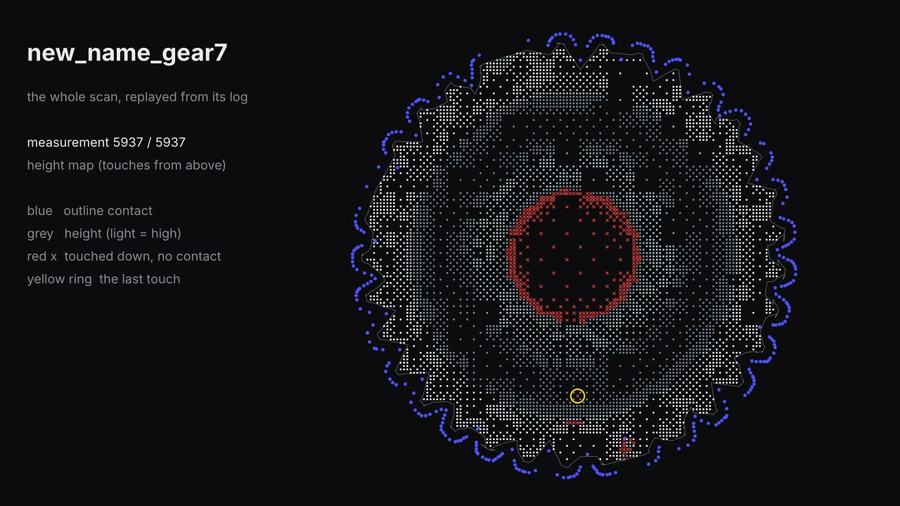 new_name_gear7
the whole scan, replayed from its log
measurement 5937 / 5937
height map (touches from above)
blue outline contact
grey height (light = high)
red x touched down, no contact
yellow ring the last touch